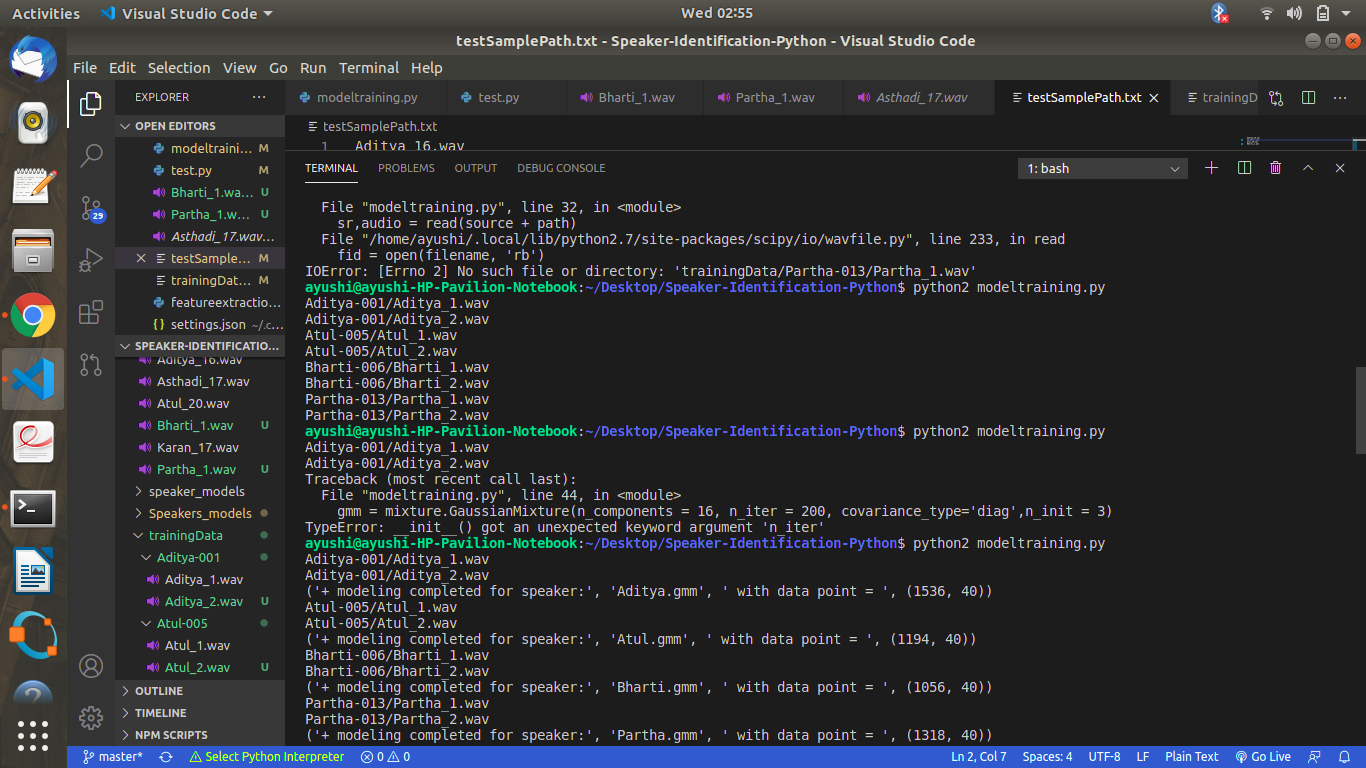 Activities
Visual Studio Code
Wed 02:55
testSamplePath.txt - Speaker-Identification-Python - Visual Studio Code
File Edit Selection View Go Run Terminal Help
EXPLORER
OPEN EDITORS
modeltraini... M
test.py M
Bharti_1.wa... U
Partha_1.w... U
Asthadi_17.wav...
testSample... M
trainingDat... M
featureextractio...
{} settings.json ~/.c...
29
SPEAKER-IDENTIFICATIO...
Aditya_16.wav
Asthadi_17.wav
Atul_20.wav
Bharti_1.wav U
Karan_17.wav
Partha_1.wav U
speaker_models
Speakers_models
trainingData
Aditya-001
Aditya_1.wav
Aditya_2.wav U
Atul-005
Atul_1.wav
Atul_2.wav U
OUTLINE
TIMELINE
NPM SCRIPTS
modeltraining.py
test.py
Bharti_1.wav
Partha_1.wav
Asthadi_17.wav
testSamplePath.txt
trainingD
testSamplePath.txt
1 Aditya_16.wav
TERMINAL PROBLEMS OUTPUT DEBUG CONSOLE
1: bash
File "modeltraining.py", line 32, in <module>
sr,audio = read(source + path)
File "/home/ayushi/.local/lib/python2.7/site-packages/scipy/io/wavfile.py", line 233, in read
fid = open(filename, 'rb')
IOError: [Errno 2] No such file or directory: 'trainingData/Partha-013/Partha_1.wav'
ayushi@ayushi-HP-Pavilion-Notebook:~/Desktop/Speaker-Identification-Python$ python2 modeltraining.py
Aditya-001/Aditya_1.wav
Aditya-001/Aditya_2.wav
Atul-005/Atul_1.wav
Atul-005/Atul_2.wav
Bharti-006/Bharti_1.wav
Bharti-006/Bharti_2.wav
Partha-013/Partha_1.wav
Partha-013/Partha_2.wav
ayushi@ayushi-HP-Pavilion-Notebook:~/Desktop/Speaker-Identification-Python$ python2 modeltraining.py
Aditya-001/Aditya_1.wav
Aditya-001/Aditya_2.wav
Traceback (most recent call last):
File "modeltraining.py", line 44, in <module>
gmm = mixture.GaussianMixture(n_components = 16, n_iter = 200, covariance_type='diag',n_init = 3)
TypeError: __init__() got an unexpected keyword argument 'n_iter'
ayushi@ayushi-HP-Pavilion-Notebook:~/Desktop/Speaker-Identification-Python$ python2 modeltraining.py
Aditya-001/Aditya_1.wav
Aditya-001/Aditya_2.wav
('+ modeling completed for speaker:', 'Aditya.gmm', ' with data point = ', (1536, 40))
Atul-005/Atul_1.wav
Atul-005/Atul_2.wav
('+ modeling completed for speaker:', 'Atul.gmm', ' with data point = ', (1194, 40))
Bharti-006/Bharti_1.wav
Bharti-006/Bharti_2.wav
('+ modeling completed for speaker:', 'Bharti.gmm', ' with data point = ', (1056, 40))
Partha-013/Partha_1.wav
Partha-013/Partha_2.wav
('+ modeling completed for speaker:', 'Partha.gmm', ' with data point = ', (1318, 40))
master* Select Python Interpreter 0 0 Ln 2, Col 7 Spaces: 4 UTF-8 LF Plain Text Go Live